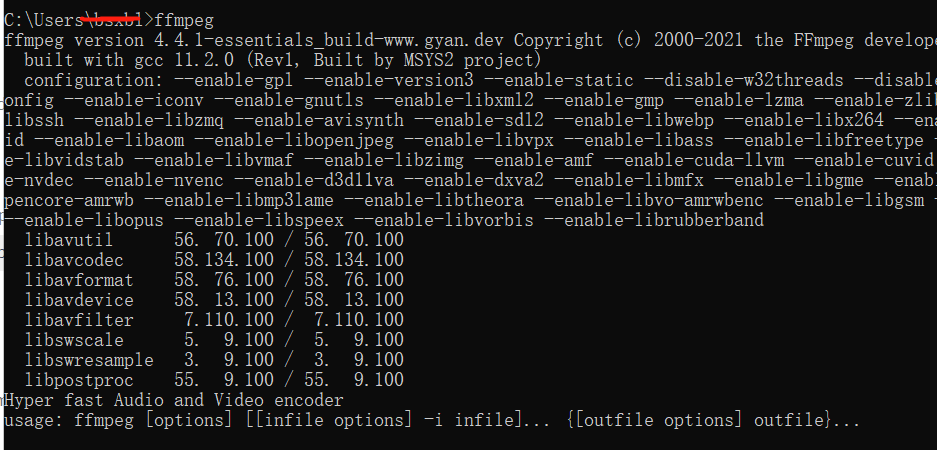 C:\Users\>ffmpeg
ffmpeg version 4.4.1-essentials_build-www.gyan.dev Copyright (c) 2000-2021 the FFmpeg develope
built with gcc 11.2.0 (Rev1, Built by MSYS2 project)
configuration: --enable-gpl --enable-version3 --enable-static --disable-w32threads --disabl
onfig --enable-iconv --enable-gnutls --enable-libxml2 --enable-gmp --enable-lzma --enable-zlib
libssh --enable-libzmq --enable-avisynth --enable-sdl2 --enable-libwebp --enable-libx264 --ena
id --enable-libaom --enable-libopenjpeg --enable-libvpx --enable-libass --enable-libfreetype -
e-libvidstab --enable-libvmaf --enable-libzimg --enable-amf --enable-cuda-llvm --enable-cuvid
e-nvdec --enable-nvenc --enable-d3d11va --enable-dxva2 --enable-libmfx --enable-libgme --enabl
pencore-amrwb --enable-libmp3lame --enable-libtheora --enable-libvo-amrwbenc --enable-libgsm -
--enable-libopus --enable-libspeex --enable-libvorbis --enable-librubberband
libavutil      56. 70.100 / 56. 70.100
libavcodec     58.134.100 / 58.134.100
libavformat    58. 76.100 / 58. 76.100
libavdevice    58. 13.100 / 58. 13.100
libavfilter     7.110.100 /  7.110.100
libswscale      5.  9.100 /  5.  9.100
libswresample   3.  9.100 /  3.  9.100
libpostproc    55.  9.100 / 55.  9.100
Hyper fast Audio and Video encoder
usage: ffmpeg [options] [[infile options] -i infile]... {[outfile options] outfile}...